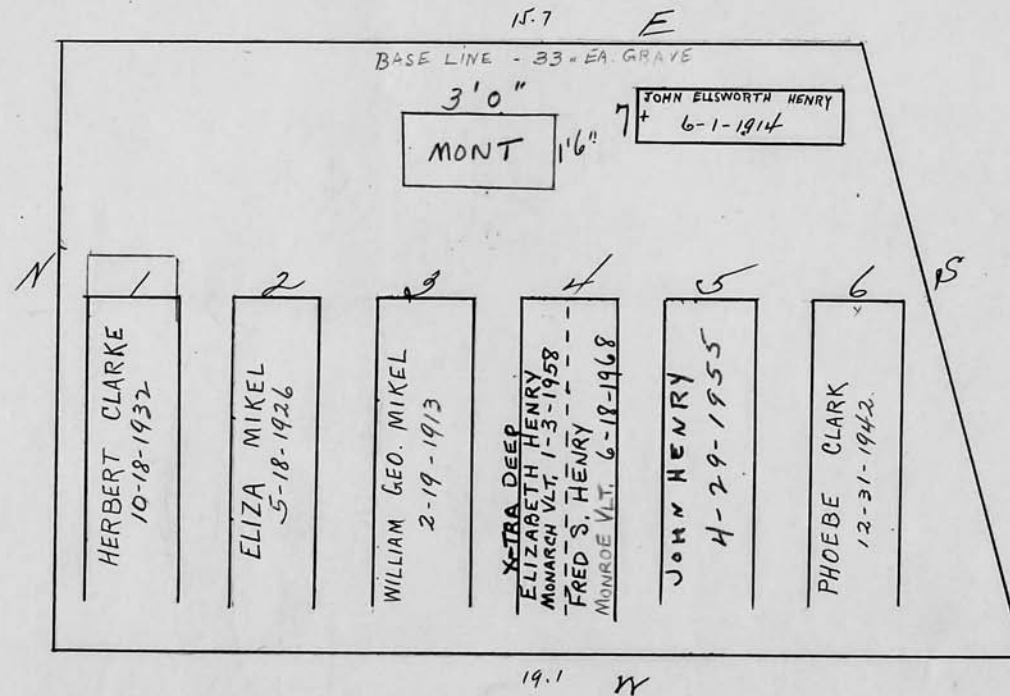 15.7 E
BASE LINE - 33" EA. GRAVE
3'0"
MONT 1'6"
7
JOHN ELLSWORTH HENRY
+ 6-1-1914
N
S
1
HERBERT CLARKE
10-18-1932
2
ELIZA MIKEL
5-18-1926
3
WILLIAM GEO. MIKEL
2-19-1913
4
X-TRA DEEP
ELIZABETH HENRY
MONARCH VLT. 1-3-1958
FRED S. HENRY
MONROE VLT. 6-18-1968
5
JOHN HENRY
4-29-1955
6
x
PHOEBE CLARK
12-31-1942
19.1 W